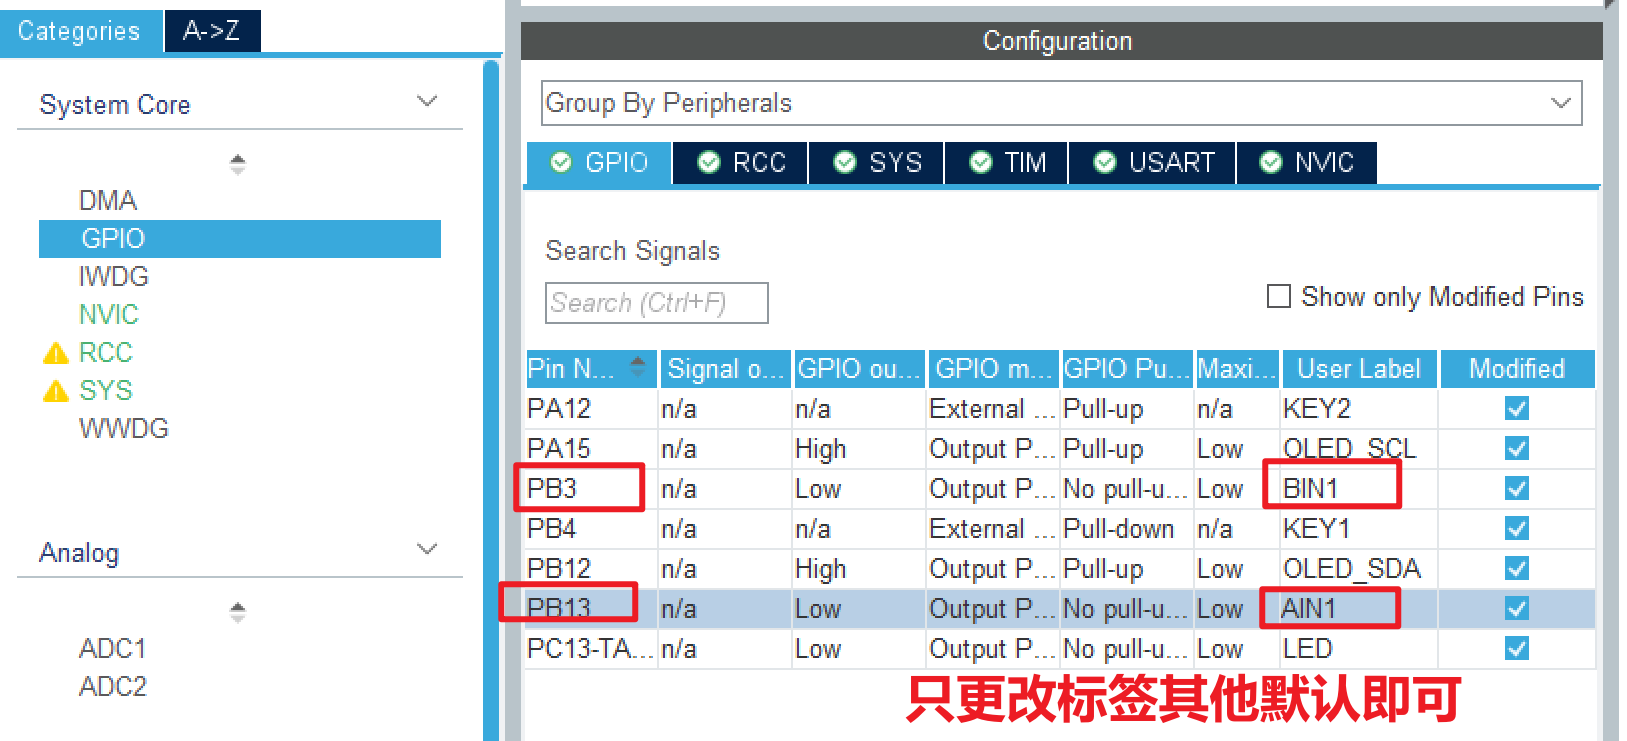 Categories
A->Z
System Core
DMA
GPIO
IWDG
NVIC
RCC
SYS
WWDG
Analog
ADC1
ADC2
Configuration
Group By Peripherals
GPIO RCC SYS TIM USART NVIC
Search Signals
Search (Ctrl+F)
Show only Modified Pins
Pin N... Signal o... GPIO ou... GPIO m... GPIO Pu... Maxi... User Label Modified
PA12 n/a n/a External ... Pull-up n/a KEY2
PA15 n/a High Output P... Pull-up Low OLED_SCL
PB3 n/a Low Output P... No pull-u... Low BIN1
PB4 n/a n/a External ... Pull-down n/a KEY1
PB12 n/a High Output P... Pull-up Low OLED_SDA
PB13 n/a Low Output P... No pull-u... Low AIN1
PC13-TA... n/a Low Output P... No pull-u... Low LED
只更改标签其他默认即可